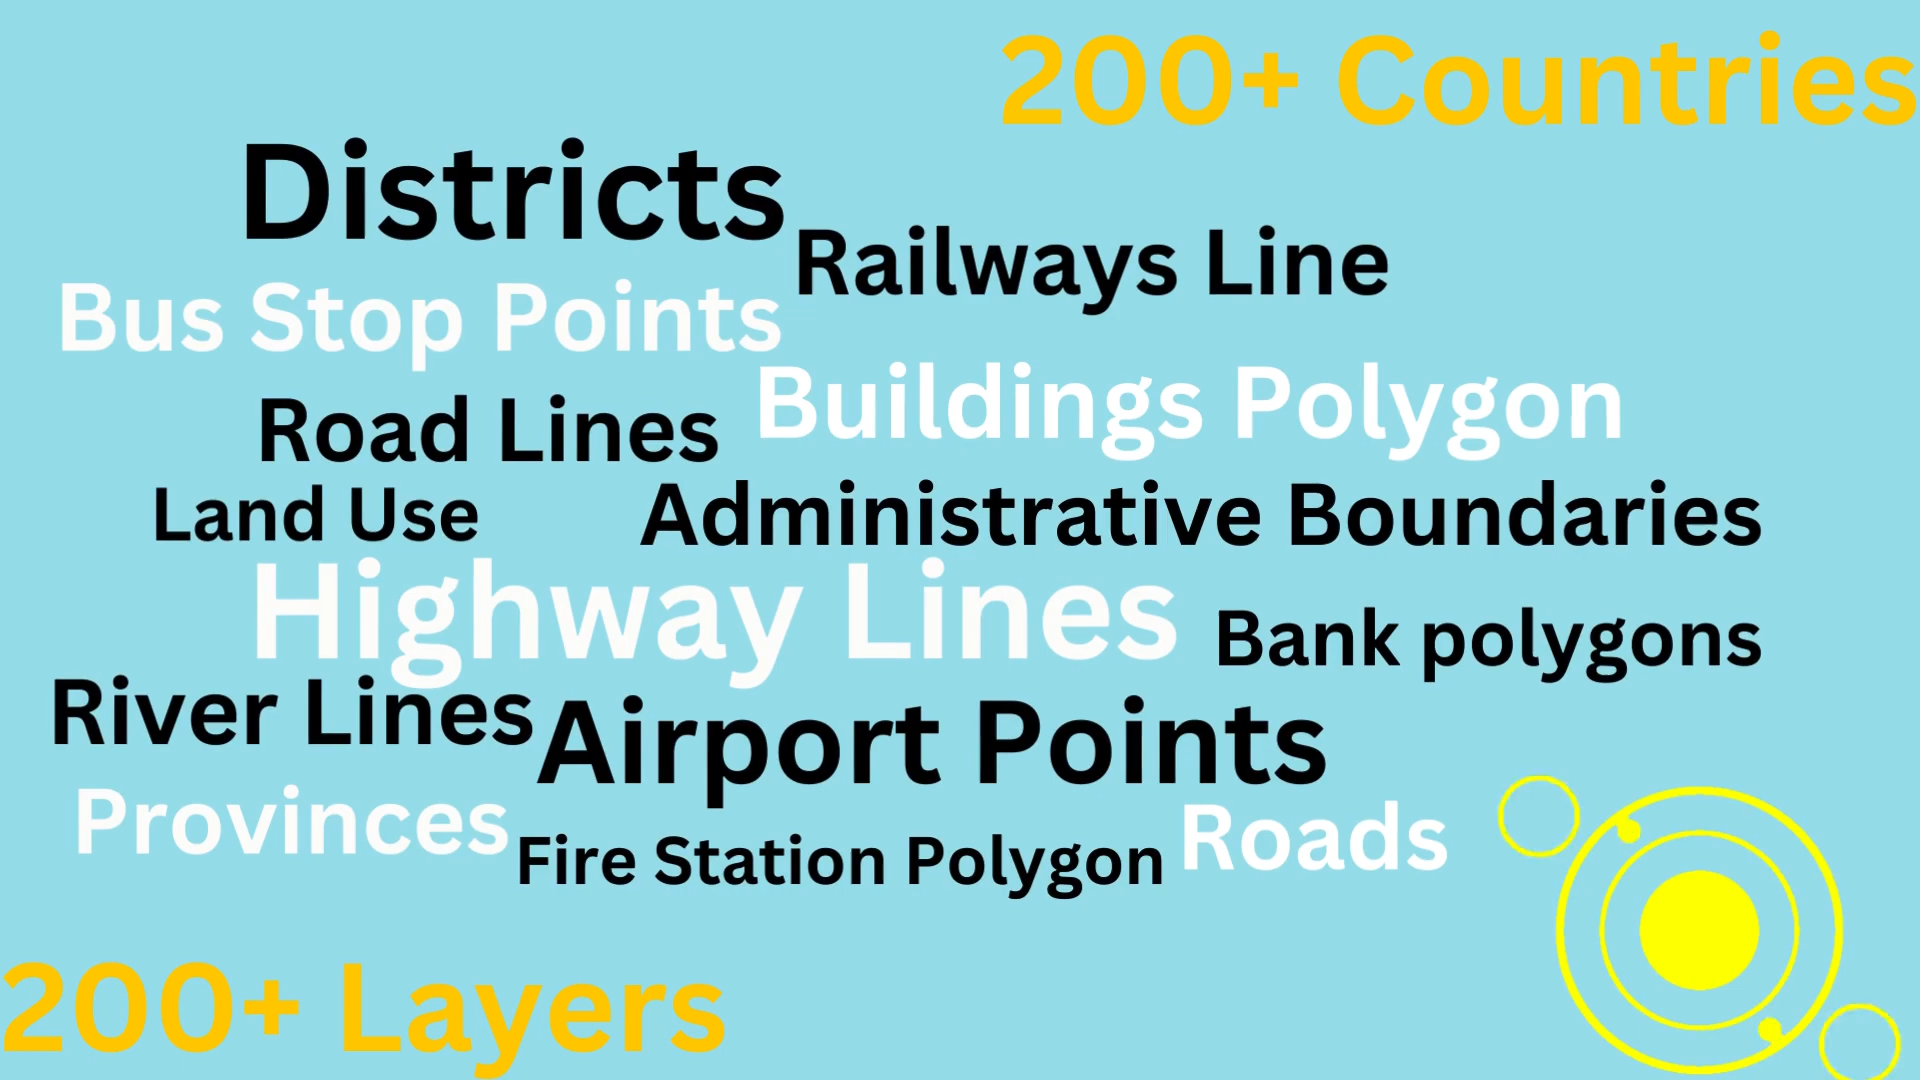 200+ Countries
Districts
Railways Line
Bus Stop Points
Buildings Polygon
Road Lines
Land Use
Administrative Boundaries
Highway Lines
Bank polygons
River Lines
Airport Points
Provinces
Roads
Fire Station Polygon
200+ Layers